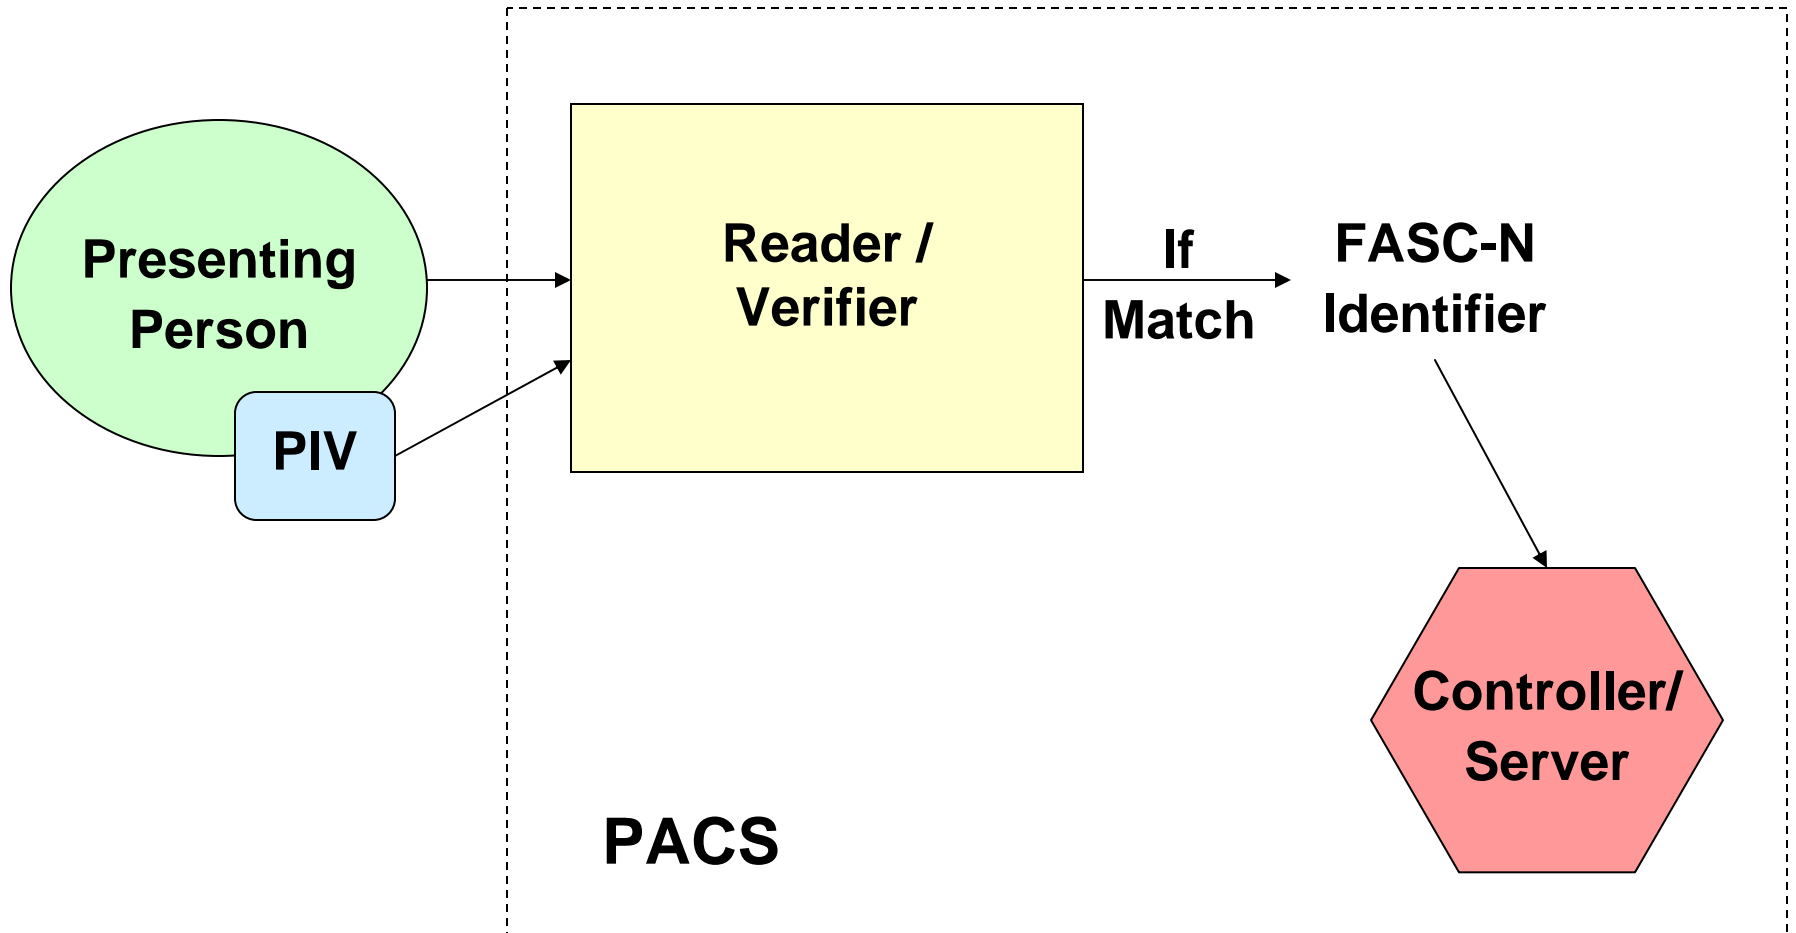 Presenting
Person
PIV
Reader /
Verifier
If
Match
FASC-N
Identifier
Controller/
Server
PACS